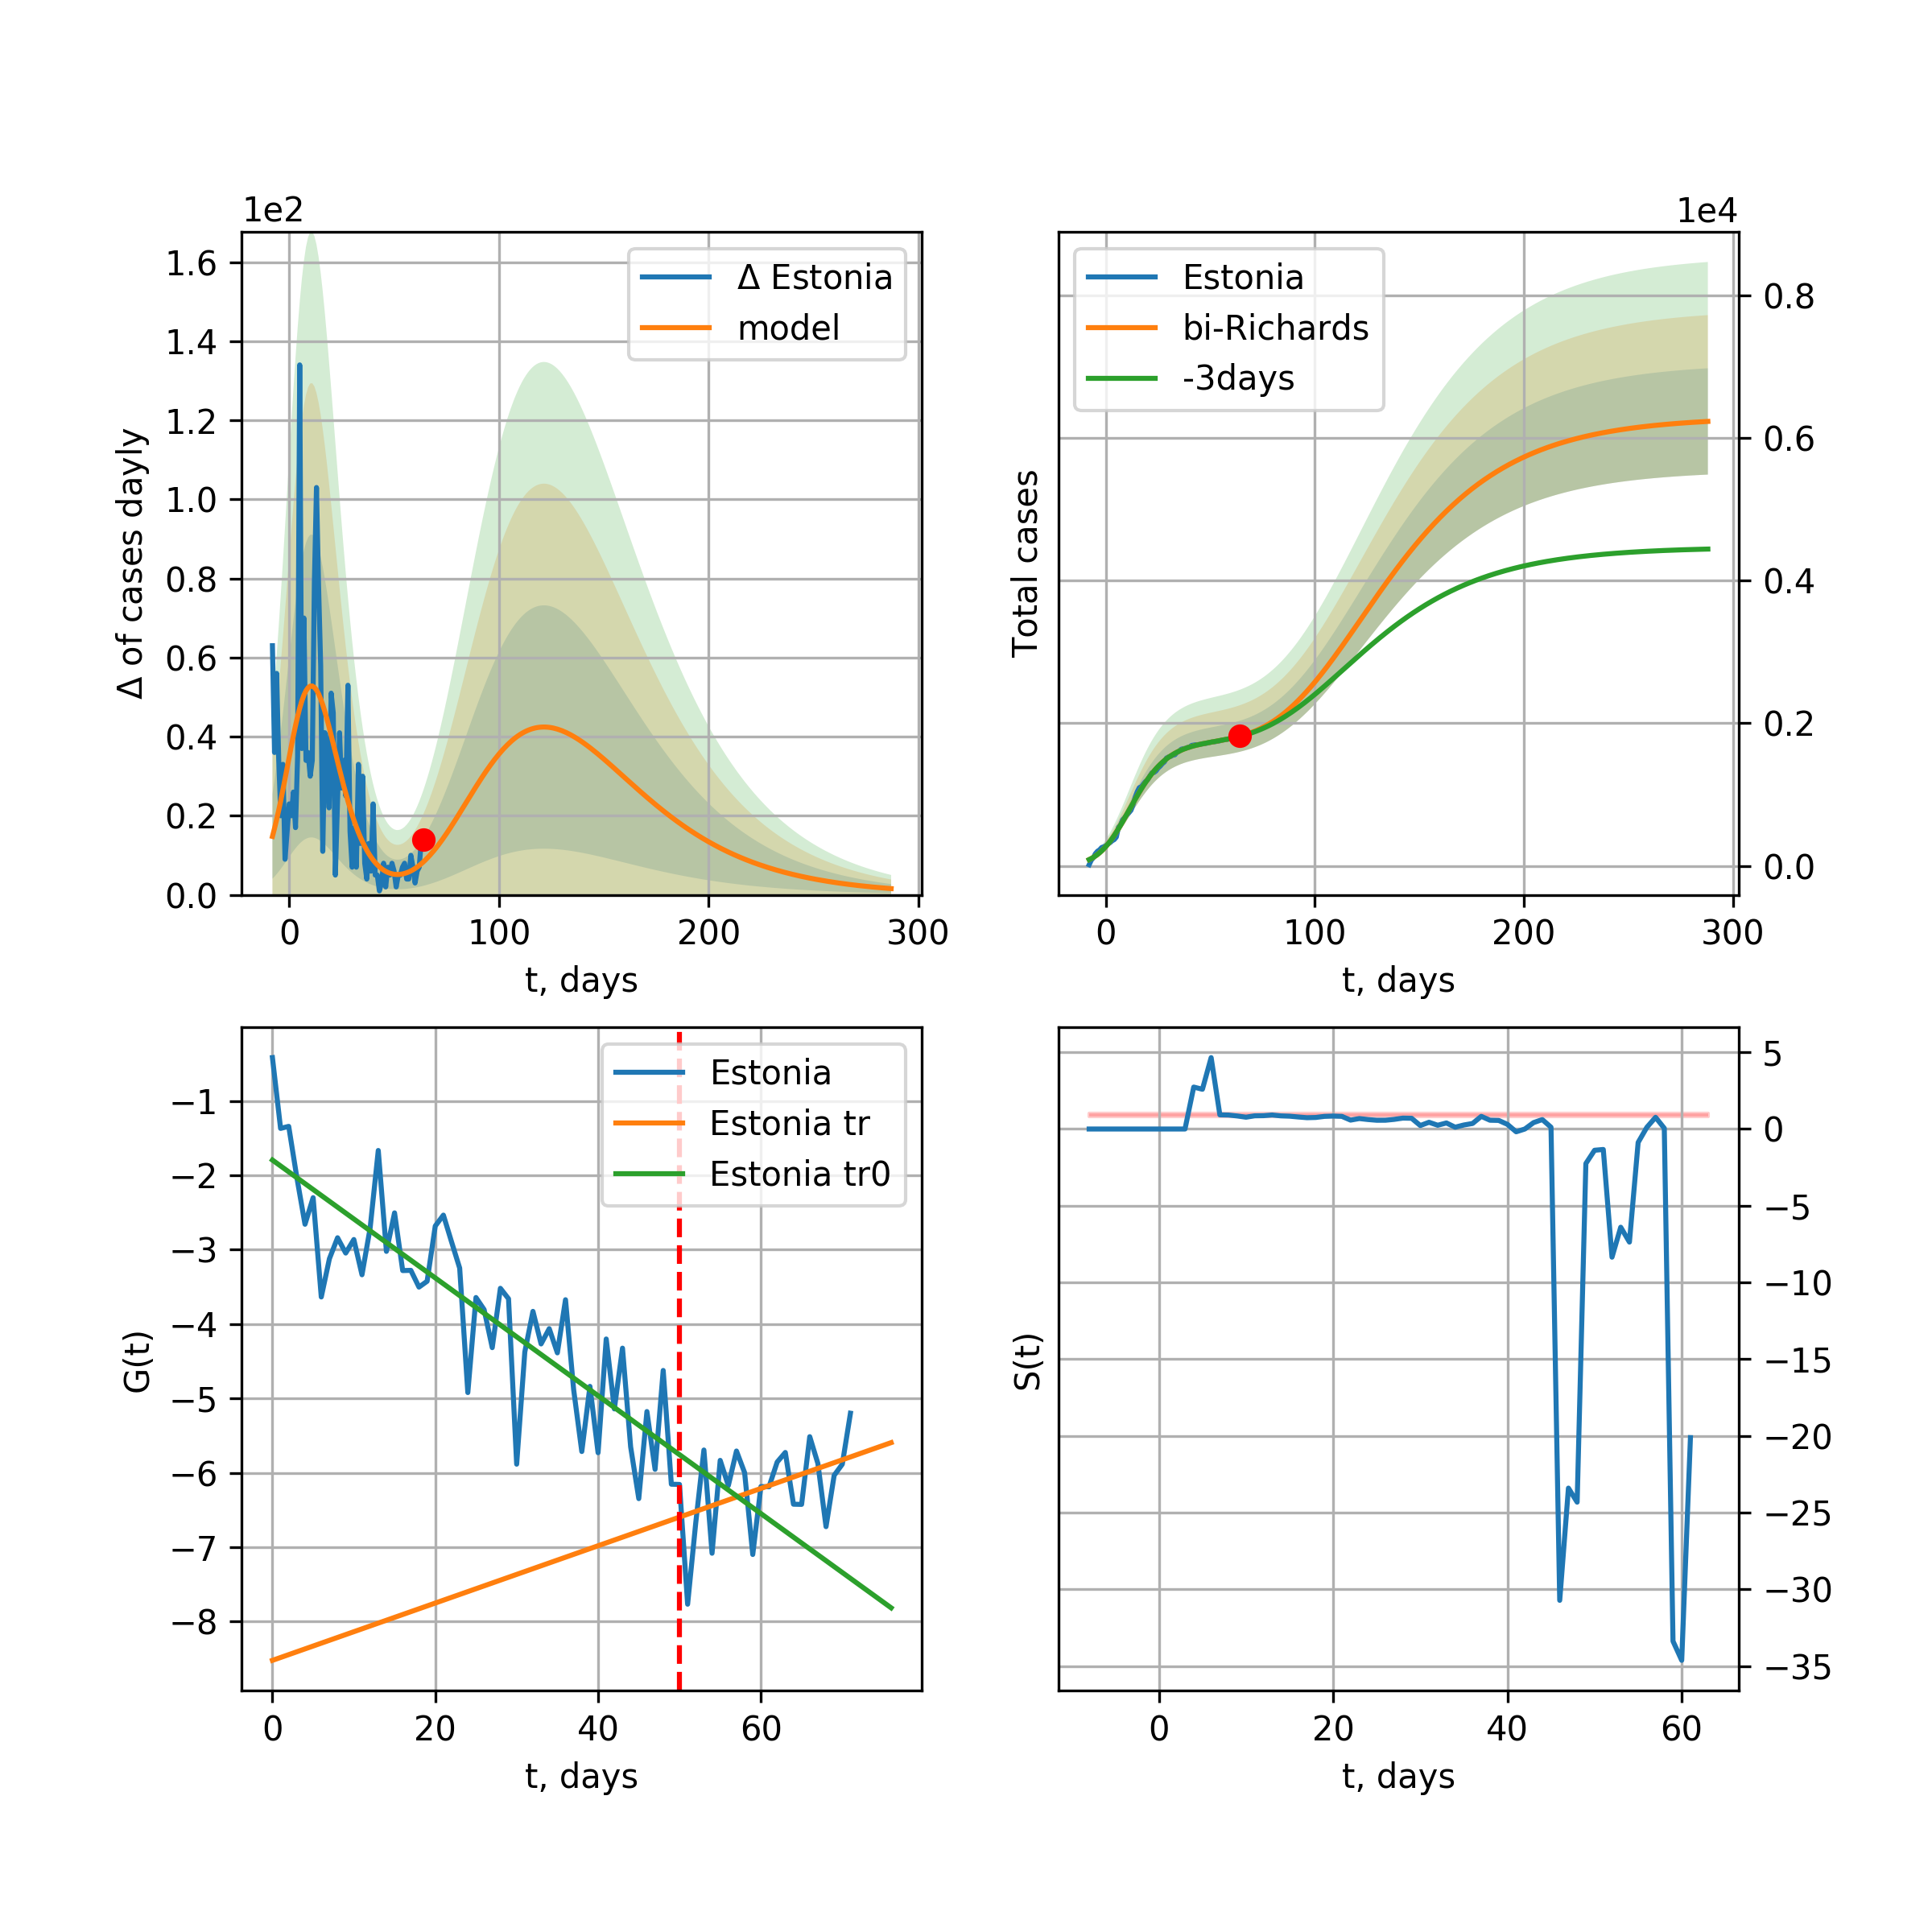 1e2
1.6
1.4
1.2
1.0
0.8
0.6
0.4
0.2
0.0
Δ of cases dayly
0 100 200 300
t, days
Δ Estonia
model
1e4
Estonia
bi-Richards
-3days
0.8
0.6
0.4
0.2
0.0
Total cases
0 100 200 300
t, days
−1
−2
−3
−4
−5
−6
−7
−8
G(t)
0 20 40 60
t, days
Estonia
Estonia tr
Estonia tr0
5
0
−5
−10
−15
−20
−25
−30
−35
S(t)
0 20 40 60
t, days